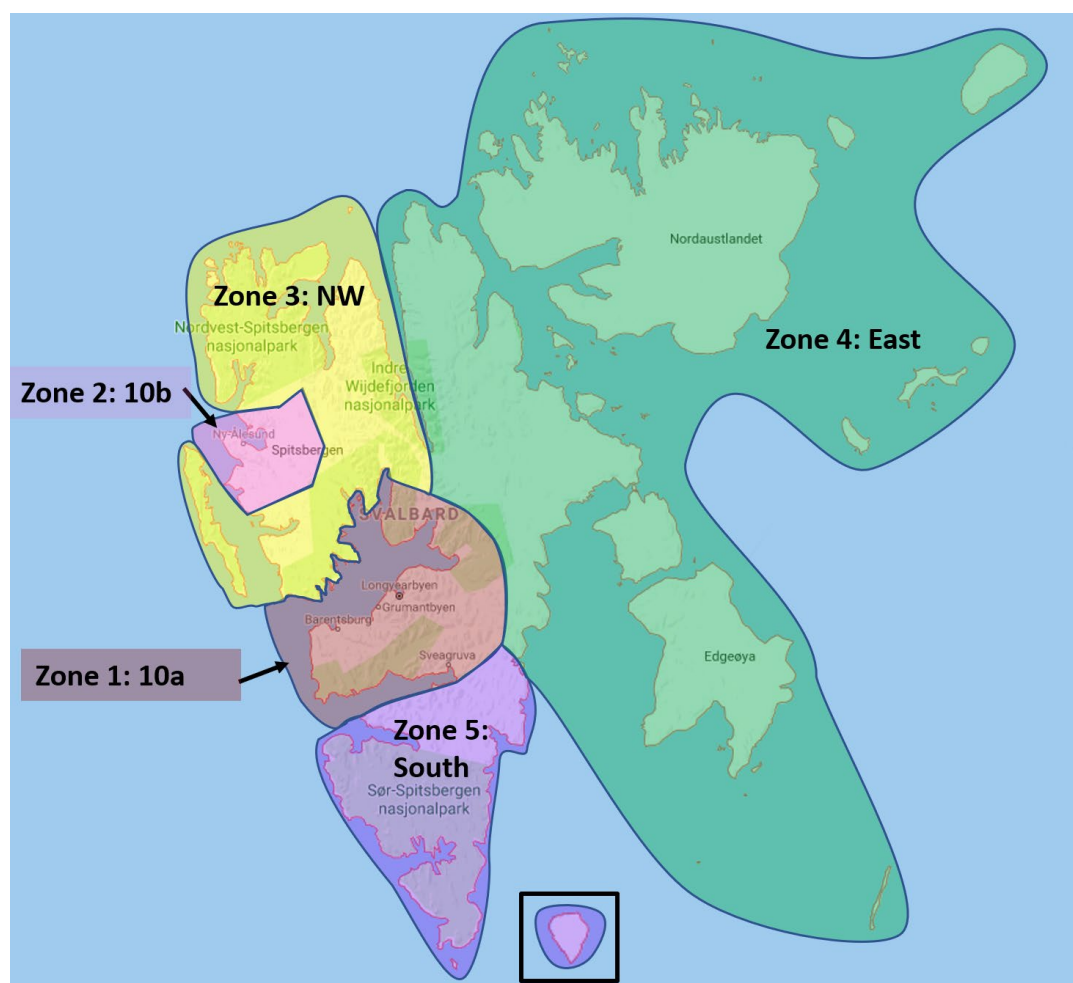 Nordaustlandet
Zone 3: NW
Nordvest-Spitsbergen
nasjonalpark
Zone 4: East
Indre
Wijdefjorden
nasjonalpark
Zone 2: 10b
Ny-Ålesund
Spitsbergen
SVALBARD
Longyearbyen
Grumantbyen
Barentsburg
Sveagruva
Edgeøya
Zone 1: 10a
Zone 5:
South
Sør-Spitsbergen
nasjonalpark